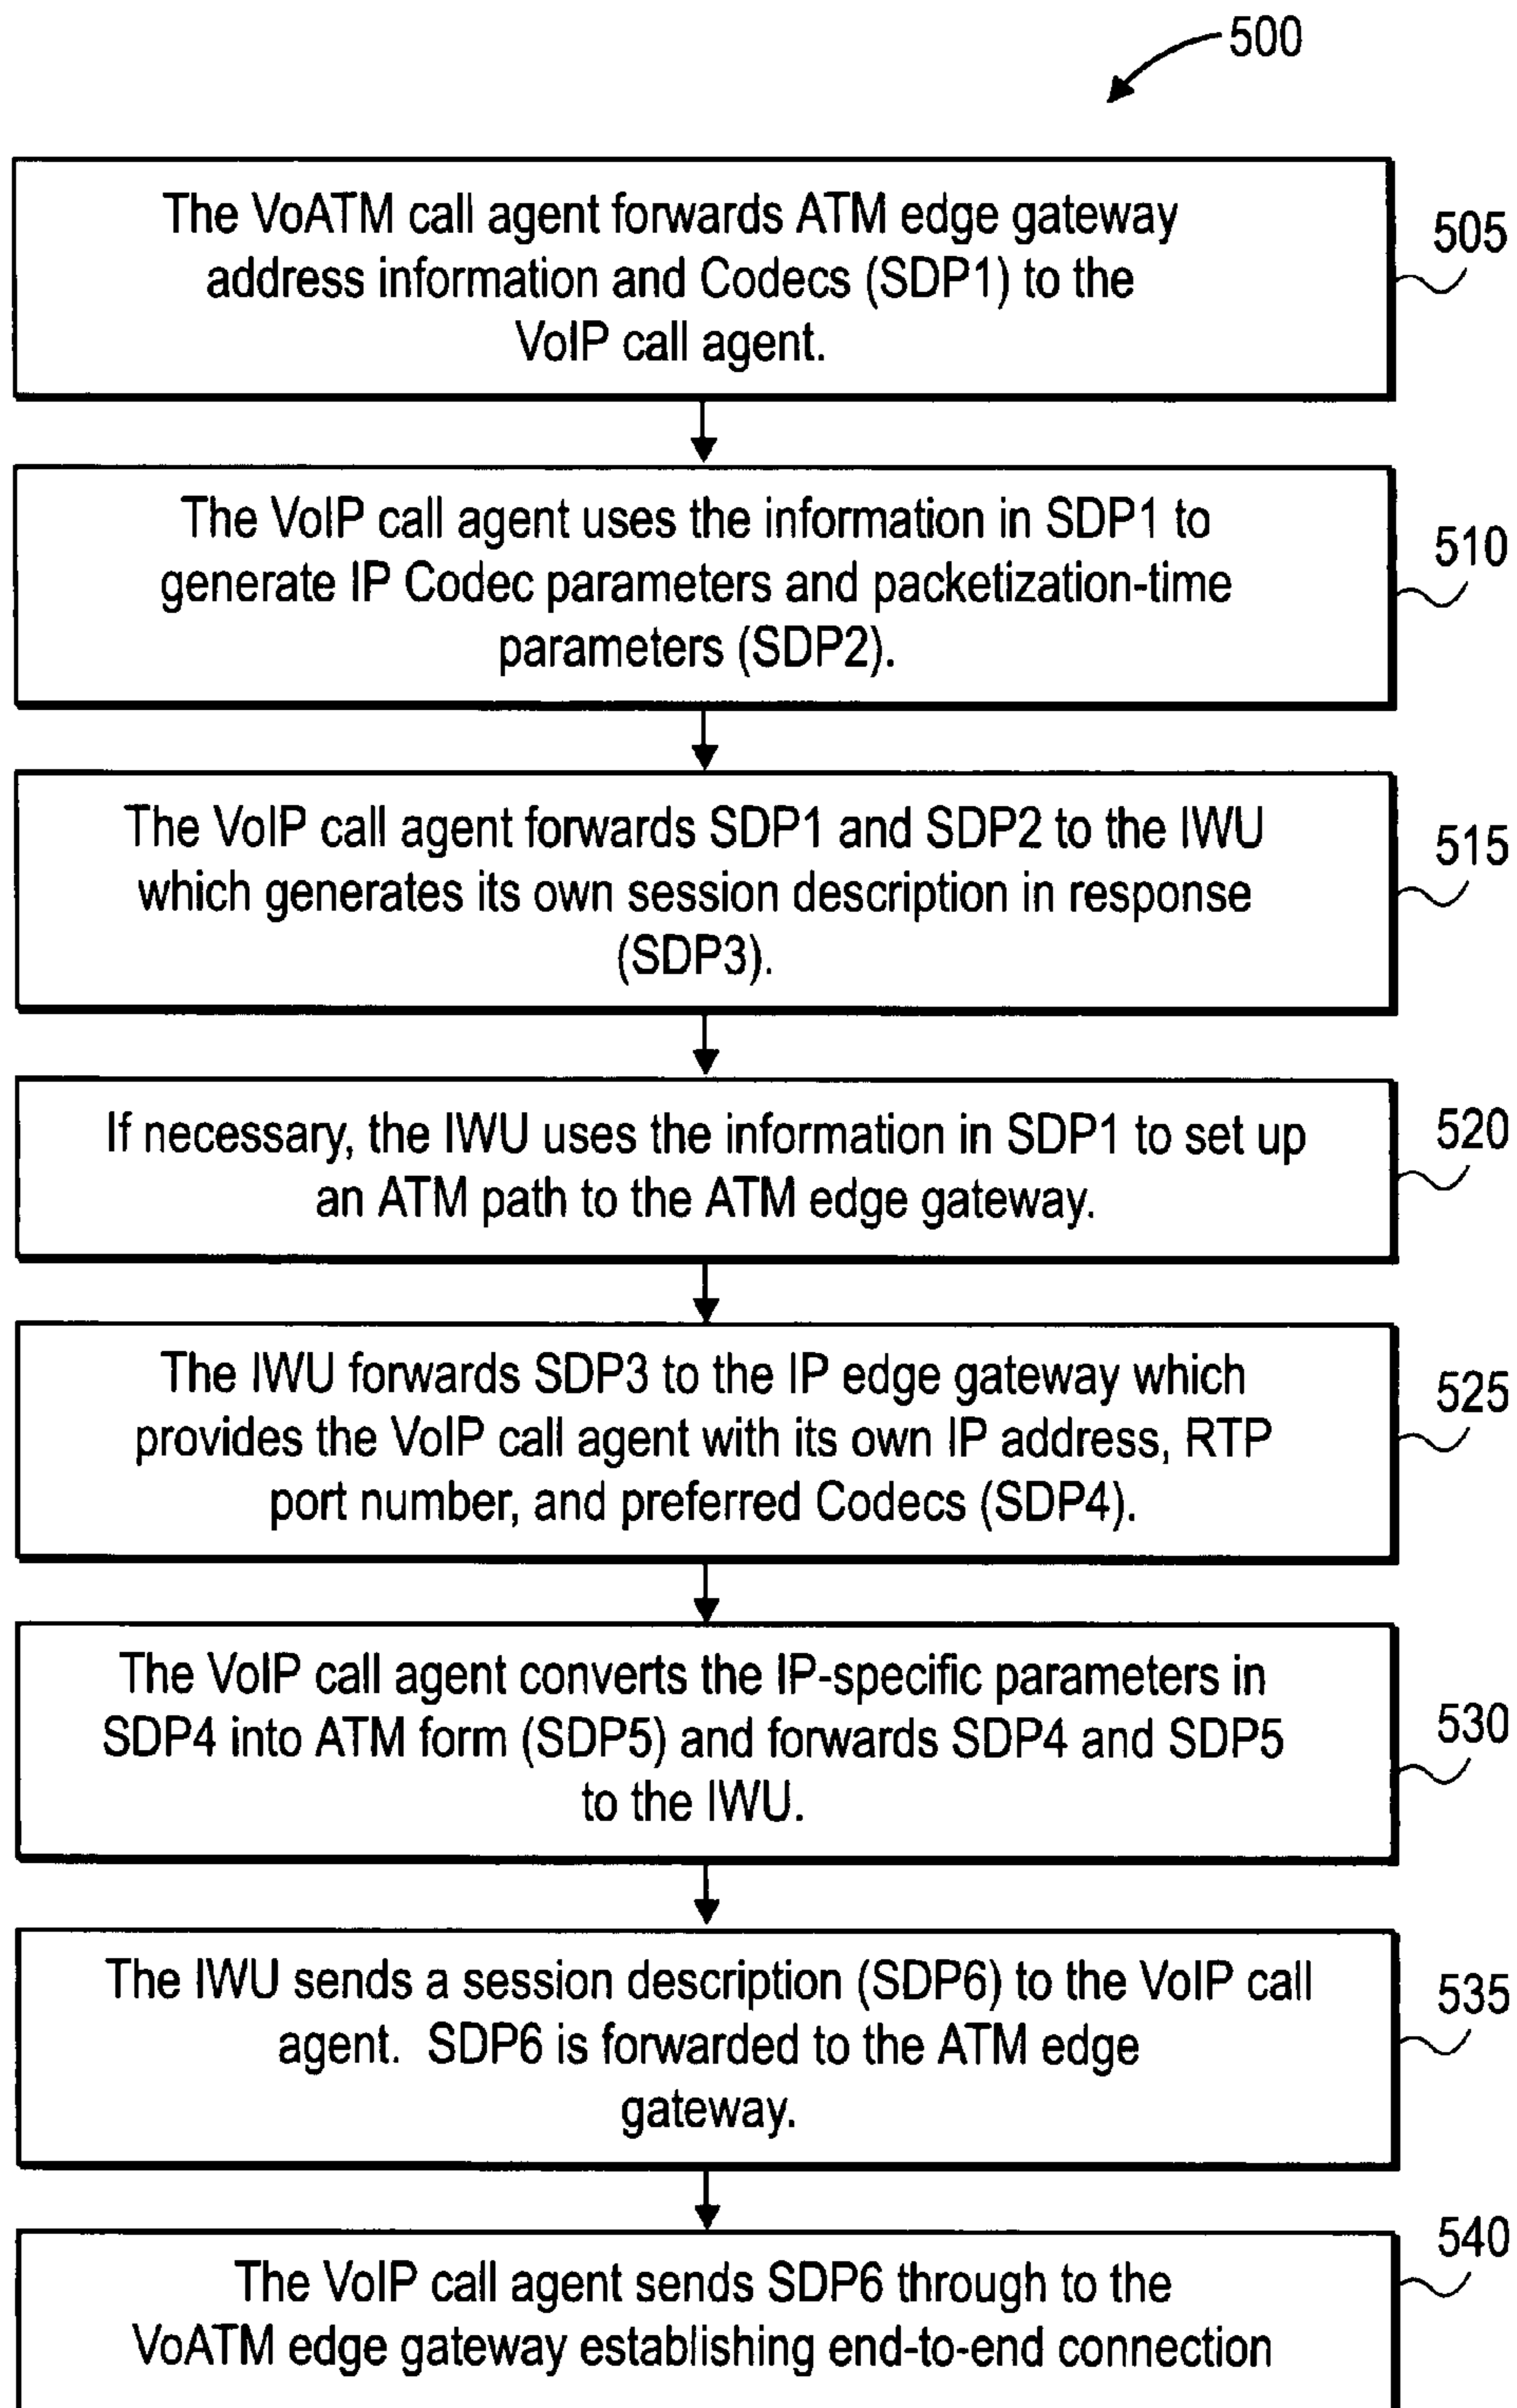 500
The VoATM call agent forwards ATM edge gateway
address information and Codecs (SDP1) to the
VoIP call agent.
505
The VoIP call agent uses the information in SDP1 to
generate IP Codec parameters and packetization-time
parameters (SDP2).
510
The VoIP call agent forwards SDP1 and SDP2 to the IWU
which generates its own session description in response
(SDP3).
515
If necessary, the IWU uses the information in SDP1 to set up
an ATM path to the ATM edge gateway.
520
The IWU forwards SDP3 to the IP edge gateway which
provides the VoIP call agent with its own IP address, RTP
port number, and preferred Codecs (SDP4).
525
The VoIP call agent converts the IP-specific parameters in
SDP4 into ATM form (SDP5) and forwards SDP4 and SDP5
to the IWU.
530
The IWU sends a session description (SDP6) to the VoIP call
agent.  SDP6 is forwarded to the ATM edge
gateway.
535
The VoIP call agent sends SDP6 through to the
VoATM edge gateway establishing end-to-end connection
540